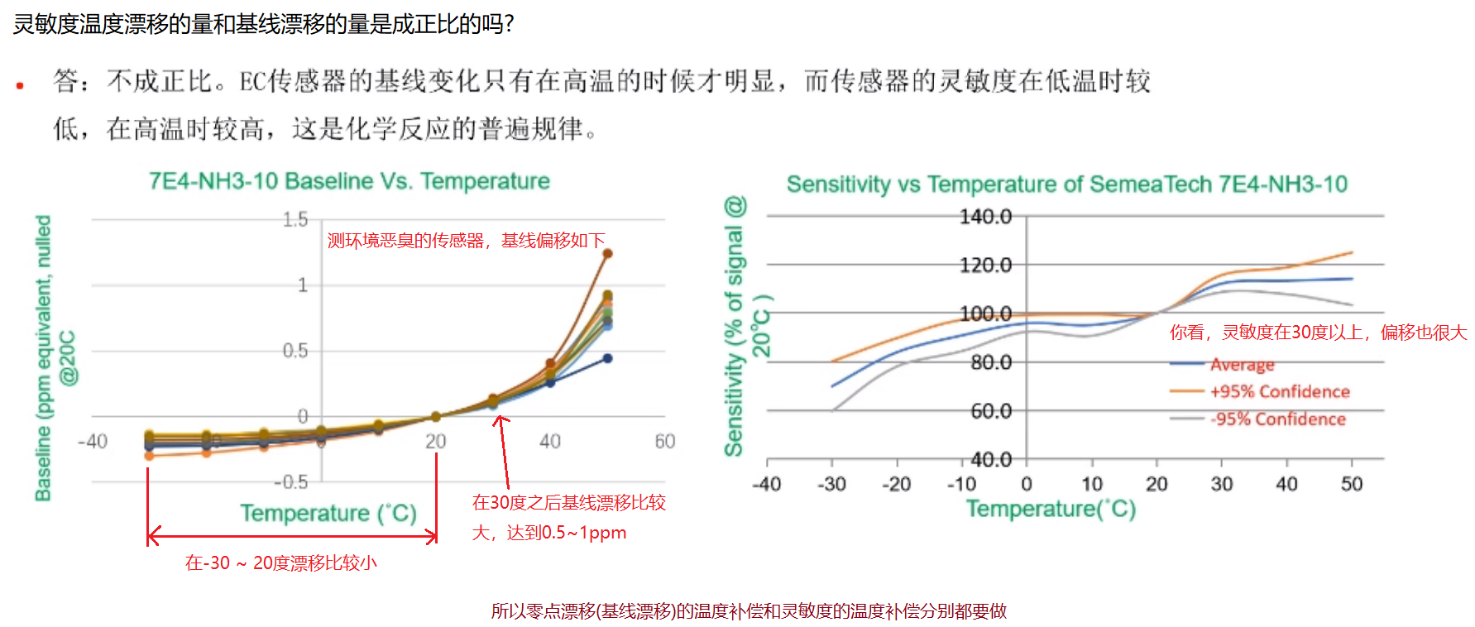 灵敏度温度漂移的量和基线漂移的量是成正比的吗?
• 答：不成正比。EC传感器的基线变化只有在高温的时候才明显，而传感器的灵敏度在低温时较
低，在高温时较高，这是化学反应的普遍规律。
7E4-NH3-10 Baseline Vs. Temperature
Baseline (ppm equivalent, nulled
@20C
1.5
测环境恶臭的传感器，基线偏移如下
1
0.5
0
-0.5
-40
0
20
40
60
Temperature (°C)
在30度之后基线漂移比较
大，达到0.5~1ppm
在-30 ~ 20度漂移比较小
Sensitivity vs Temperature of SemeaTech 7E4-NH3-10
Sensitivity (% of signal @
20℃ )
140.0
120.0
100.0
80.0
60.0
40.0
你看，灵敏度在30度以上，偏移也很大
Average
+95% Confidence
-95% Confidence
-40 -30 -20 -10 0 10 20 30 40 50
Temperature(°C)
所以零点漂移(基线漂移)的温度补偿和灵敏度的温度补偿分别都要做